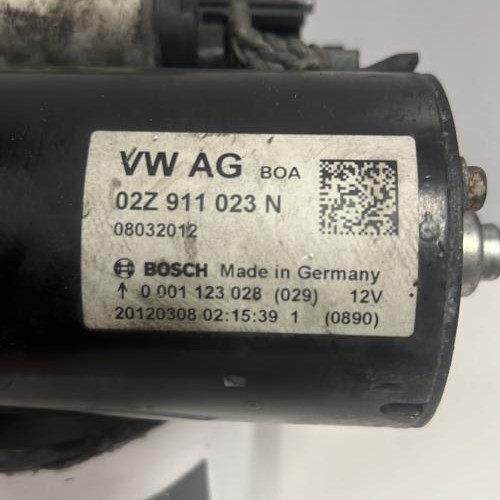 VW AG BOA
02Z 911 023 N
08032012
BOSCH Made in Germany
↑ 0 001 123 028 (029) 12V
20120308 02:15:39 1 (0890)